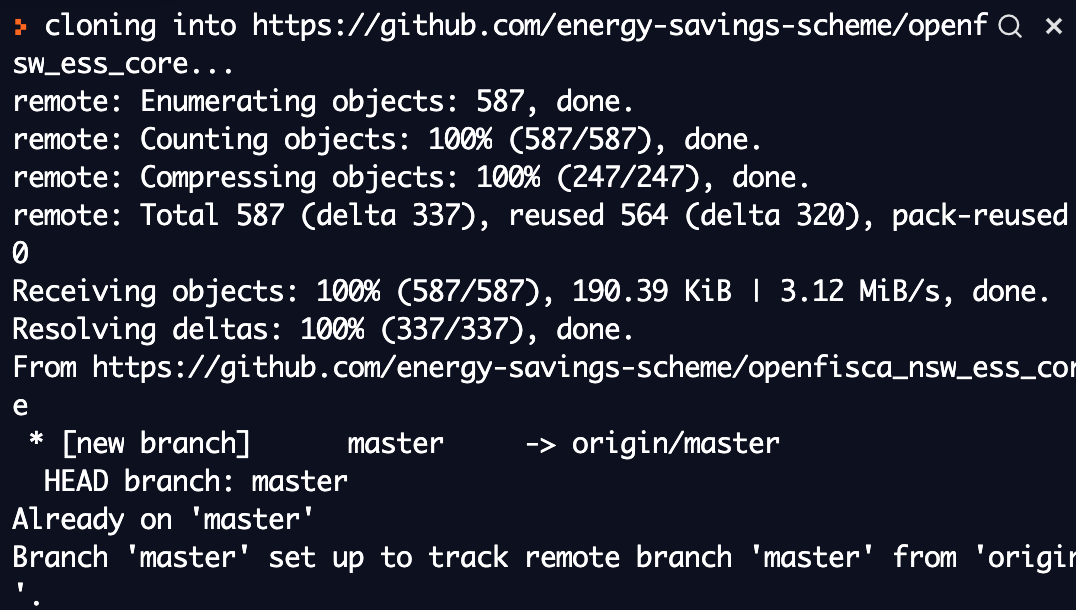 cloning into https://github.com/energy-savings-scheme/openf
sw_ess_core...
remote: Enumerating objects: 587, done.
remote: Counting objects: 100% (587/587), done.
remote: Compressing objects: 100% (247/247), done.
remote: Total 587 (delta 337), reused 564 (delta 320), pack-reused
0
Receiving objects: 100% (587/587), 190.39 KiB | 3.12 MiB/s, done.
Resolving deltas: 100% (337/337), done.
From https://github.com/energy-savings-scheme/openfisca_nsw_ess_cor
e
 * [new branch]      master     -> origin/master
  HEAD branch: master
Already on 'master'
Branch 'master' set up to track remote branch 'master' from 'origin
'.